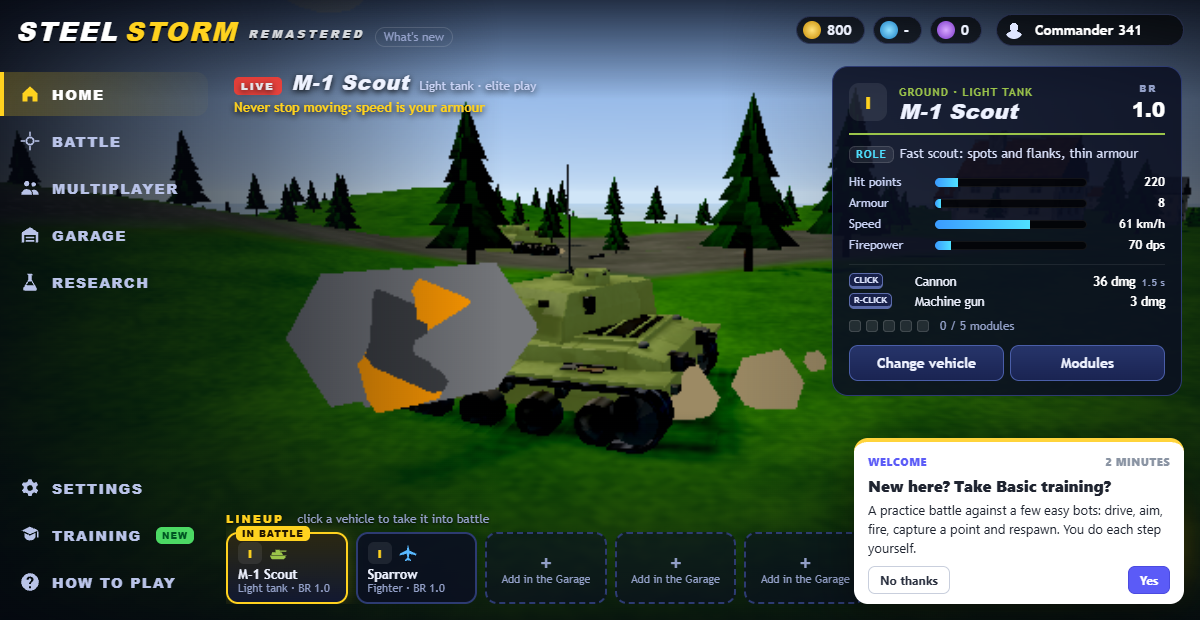 STEEL STORM REMASTERED What's new
800 - 0 Commander 341
HOME
BATTLE
MULTIPLAYER
GARAGE
RESEARCH
SETTINGS
TRAINING NEW
HOW TO PLAY
LIVE M-1 Scout Light tank · elite play
Never stop moving: speed is your armour
I GROUND · LIGHT TANK BR
M-1 Scout 1.0
ROLE Fast scout: spots and flanks, thin armour
Hit points 220
Armour 8
Speed 61 km/h
Firepower 70 dps
CLICK Cannon 36 dmg 1.5 s
R-CLICK Machine gun 3 dmg
0 / 5 modules
Change vehicle Modules
LINEUP click a vehicle to take it into battle
IN BATTLE
I
M-1 Scout
Light tank · BR 1.0
I
Sparrow
Fighter · BR 1.0
+
Add in the Garage
+
Add in the Garage
+
Add in the Garage
WELCOME 2 MINUTES
New here? Take Basic training?
A practice battle against a few easy bots: drive, aim,
fire, capture a point and respawn. You do each step
yourself.
No thanks Yes